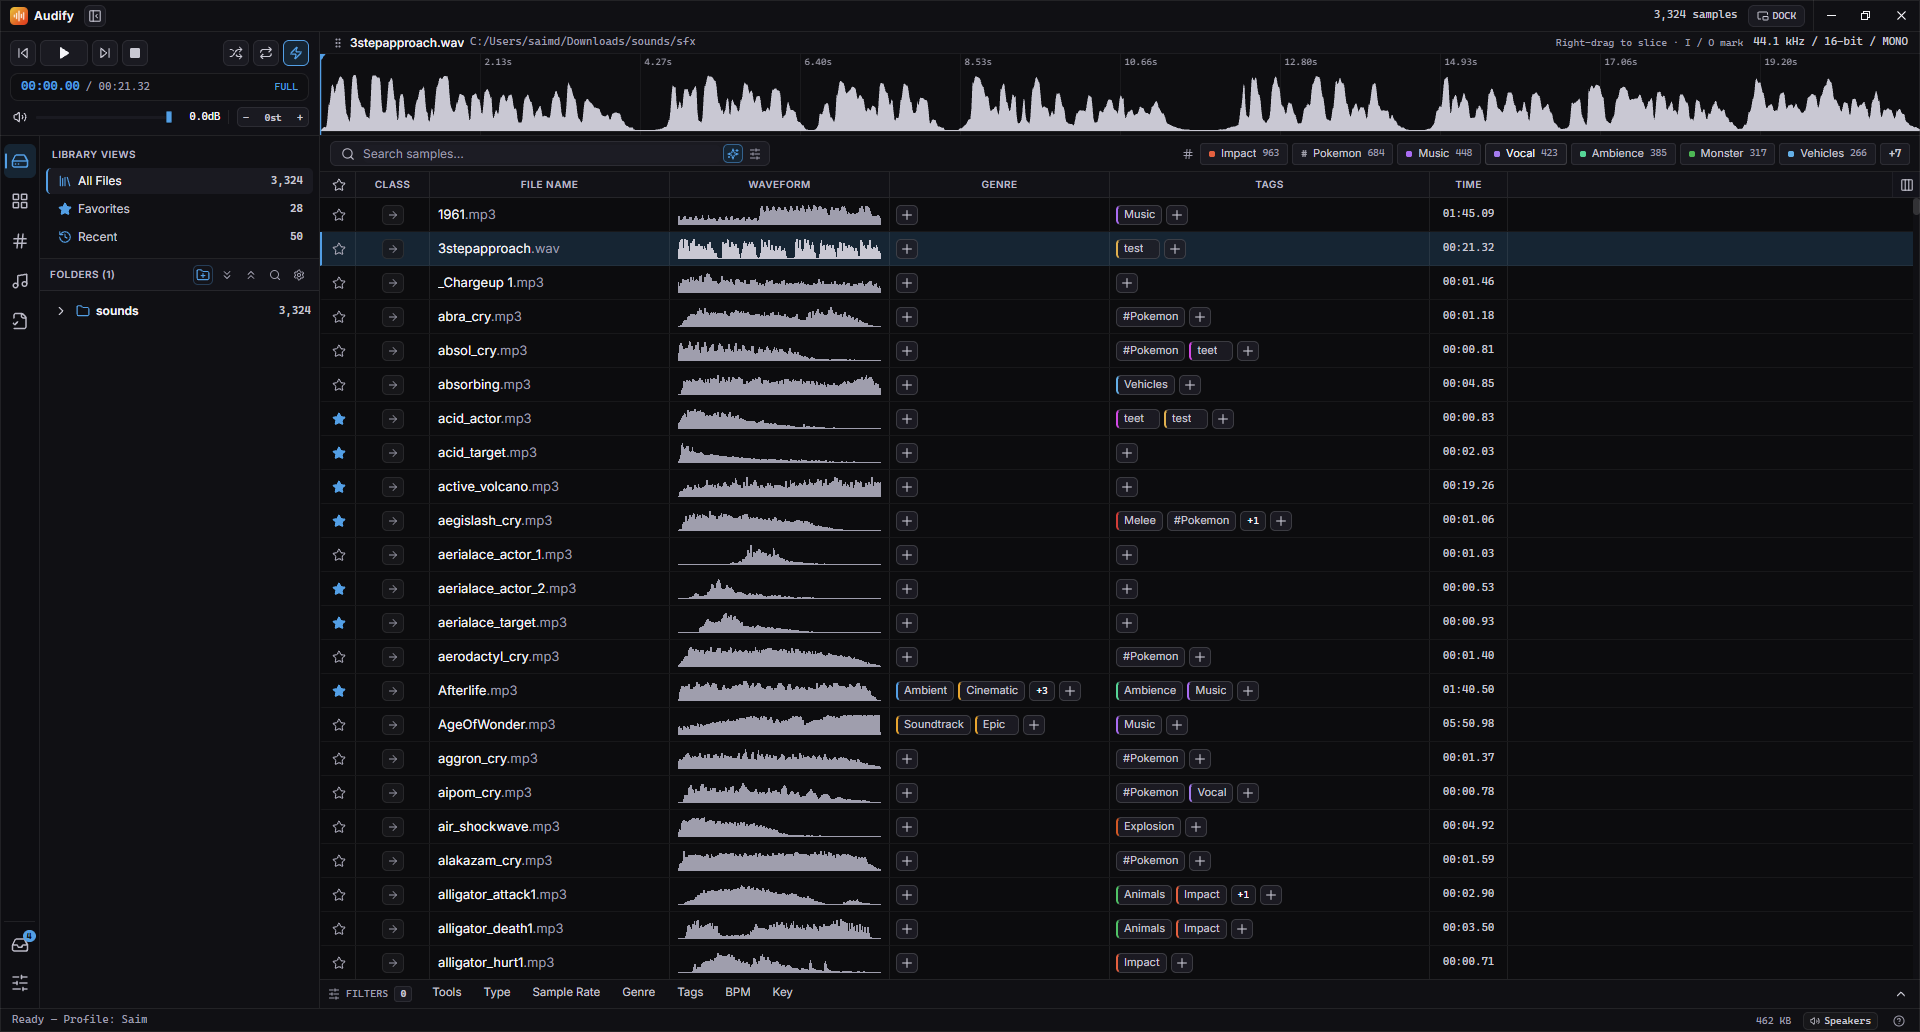 Audify
3,324 samples
DOCK
00:00.00 / 00:21.32
FULL
0.0dB
− 0st +
3stepapproach.wav C:/Users/saimd/Downloads/sounds/sfx
Right-drag to slice · I / O mark 44.1 kHz / 16-bit / MONO
2.13s 4.27s 6.40s 8.53s 10.66s 12.80s 14.93s 17.06s 19.20s
Search samples...
# Impact 963 # Pokemon 684 Music 448 Vocal 423 Ambience 385 Monster 317 Vehicles 266 +7
LIBRARY VIEWS
All Files 3,324
Favorites 28
Recent 50
FOLDERS (1)
sounds 3,324
CLASS FILE NAME WAVEFORM GENRE TAGS TIME
1961.mp3 + Music + 01:45.09
3stepapproach.wav + test + 00:21.32
_Chargeup 1.mp3 + + 00:01.46
abra_cry.mp3 + #Pokemon + 00:01.18
absol_cry.mp3 + #Pokemon teet + 00:00.81
absorbing.mp3 + Vehicles + 00:04.85
acid_actor.mp3 + teet test + 00:00.83
acid_target.mp3 + + 00:02.03
active_volcano.mp3 + + 00:19.26
aegislash_cry.mp3 + Melee #Pokemon +1 + 00:01.06
aerialace_actor_1.mp3 + + 00:01.03
aerialace_actor_2.mp3 + + 00:00.53
aerialace_target.mp3 + + 00:00.93
aerodactyl_cry.mp3 + #Pokemon + 00:01.40
Afterlife.mp3 Ambient Cinematic +3 + Ambience Music + 01:40.50
AgeOfWonder.mp3 Soundtrack Epic + Music + 05:50.98
aggron_cry.mp3 + #Pokemon + 00:01.37
aipom_cry.mp3 + #Pokemon Vocal + 00:00.78
air_shockwave.mp3 + Explosion + 00:04.92
alakazam_cry.mp3 + #Pokemon + 00:01.59
alligator_attack1.mp3 + Animals Impact +1 + 00:02.90
alligator_death1.mp3 + Animals Impact + 00:03.50
alligator_hurt1.mp3 + Impact + 00:00.71
4
FILTERS 0 Tools Type Sample Rate Genre Tags BPM Key
Ready — Profile: Saim
462 KB Speakers